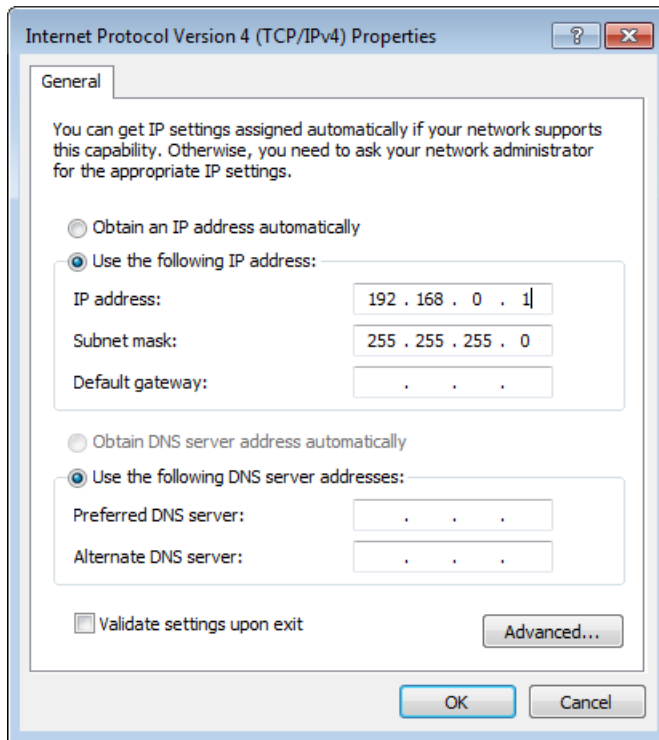 Internet Protocol Version 4 (TCP/IPv4) Properties
?
General
You can get IP settings assigned automatically if your network supports
this capability. Otherwise, you need to ask your network administrator
for the appropriate IP settings.
Obtain an IP address automatically
Use the following IP address:
IP address: 192 . 168 . 0 . 1
Subnet mask: 255 . 255 . 255 . 0
Default gateway: . . .
Obtain DNS server address automatically
Use the following DNS server addresses:
Preferred DNS server: . . .
Alternate DNS server: . . .
Validate settings upon exit
Advanced...
OK Cancel